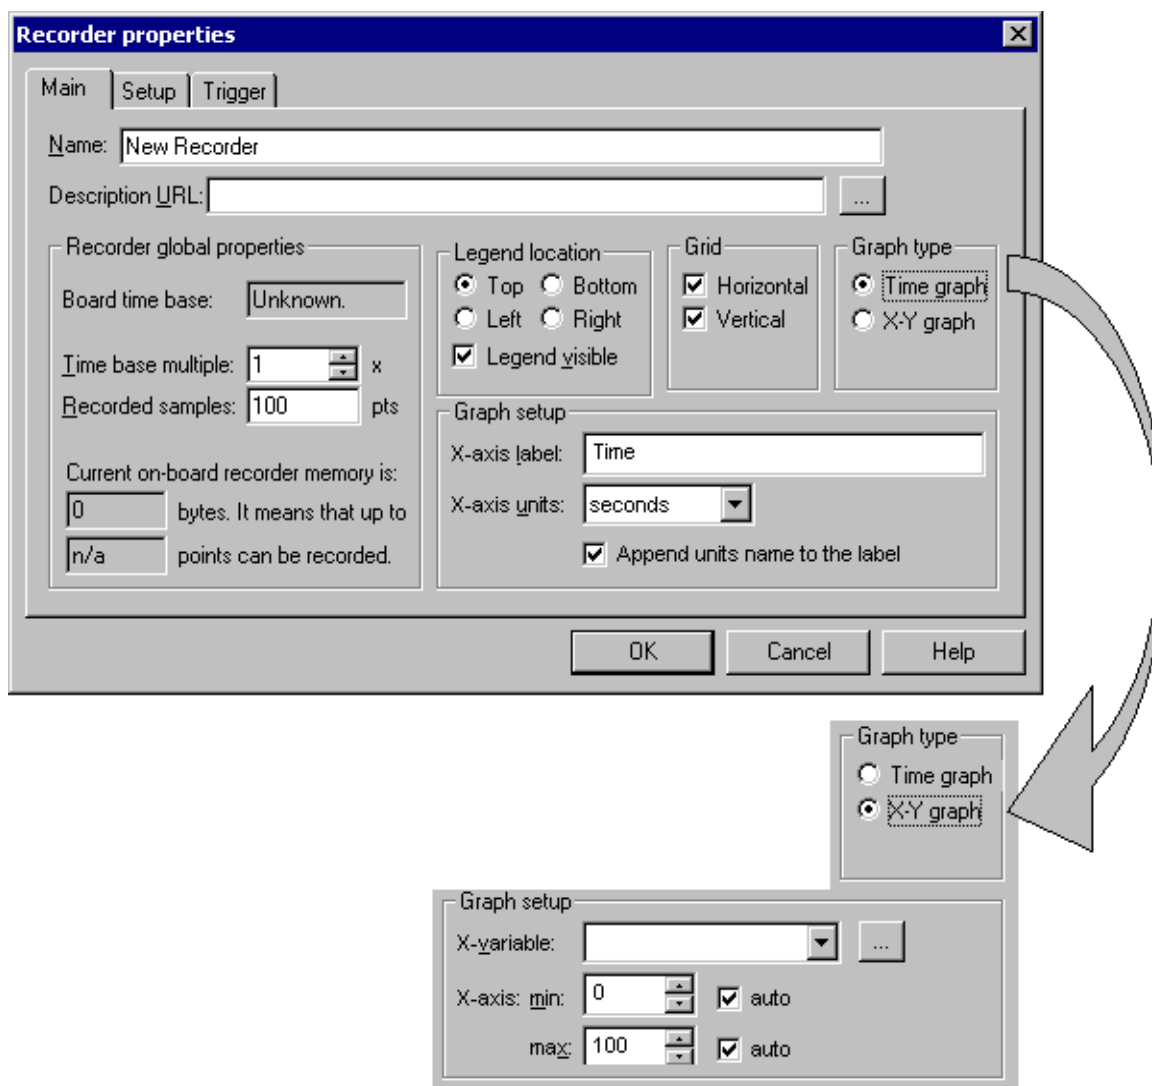 Recorder properties
Main Setup Trigger
Name: New Recorder
Description URL: ...
Recorder global properties
Board time base: Unknown.
Time base multiple: 1 x
Recorded samples: 100 pts
Current on-board recorder memory is:
0 bytes. It means that up to
n/a points can be recorded.
Legend location
Top Bottom
Left Right
Legend visible
Grid
Horizontal
Vertical
Graph type
Time graph
X-Y graph
Graph setup
X-axis label: Time
X-axis units: seconds
Append units name to the label
OK Cancel Help
Graph type
Time graph
X-Y graph
Graph setup
X-variable: ...
X-axis: min: 0 auto
max: 100 auto